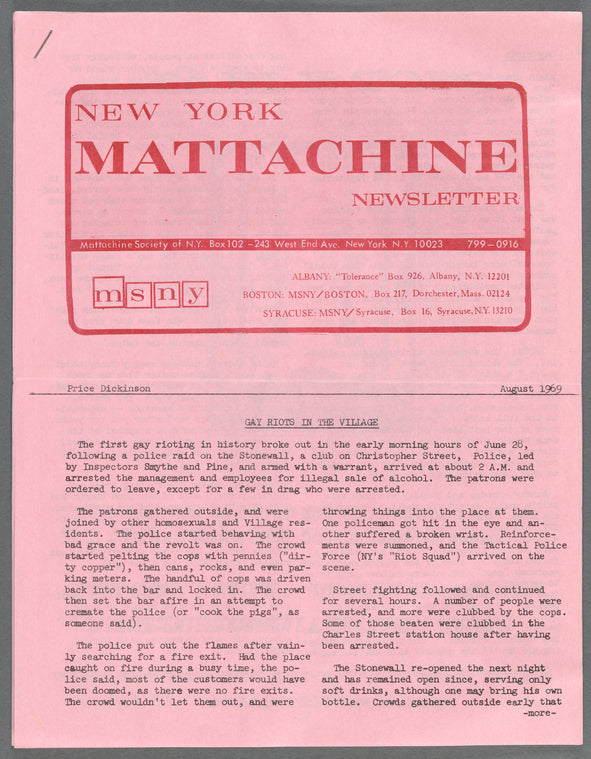 NEW YORK
MATTACHINE
NEWSLETTER
Mattachine Society of N.Y. Box 102 – 243 West End Ave. New York N.Y 10023 799–0916
msny
ALBANY: "Tolerance" Box 926, Albany, N.Y. 12201
BOSTON: MSNY/BOSTON, Box 217, Dorchester, Mass. 02124
SYRACUSE: MSNY/Syracuse, Box 16, Syracuse, N.Y. 13210
Price Dickinson August 1969
GAY RIOTS IN THE VILLAGE
The first gay rioting in history broke out in the early morning hours of June 28,
following a police raid on the Stonewall, a club on Christopher Street, Police, led
by Inspectors Smythe and Pine, and armed with a warrant, arrived at about 2 A.M. and
arrested the management and employees for illegal sale of alcohol. The patrons were
ordered to leave, except for a few in drag who were arrested.
The patrons gathered outside, and were
joined by other homosexuals and Village res-
idents. The police started behaving with
bad grace and the revolt was on. The crowd
started pelting the cops with pennies ("dir-
ty copper"), then cans, rocks, and even par-
king meters. The handful of cops was driven
back into the bar and locked in. The crowd
then set the bar afire in an attempt to
cremate the police (or "cook the pigs", as
someone said).
The police put out the flames after vain-
ly searching for a fire exit. Had the place
caught on fire during a busy time, the po-
lice said, most of the customers would have
been doomed, as there were no fire exits.
The crowd wouldn't let them out, and were
throwing things into the place at them.
One policeman got hit in the eye and an-
other suffered a broken wrist. Reinforce-
ments were summoned, and the Tactical Police
Force (NY's "Riot Squad") arrived on the
scene.
Street fighting followed and continued
for several hours. A number of people were
arrested, and more were clubbed by the cops.
Some of those beaten were clubbed in the
Charles Street station house after having
been arrested.
The Stonewall re-opened the next night
and has remained open since, serving only
soft drinks, although one may bring his own
bottle. Crowds gathered outside early that
-more-